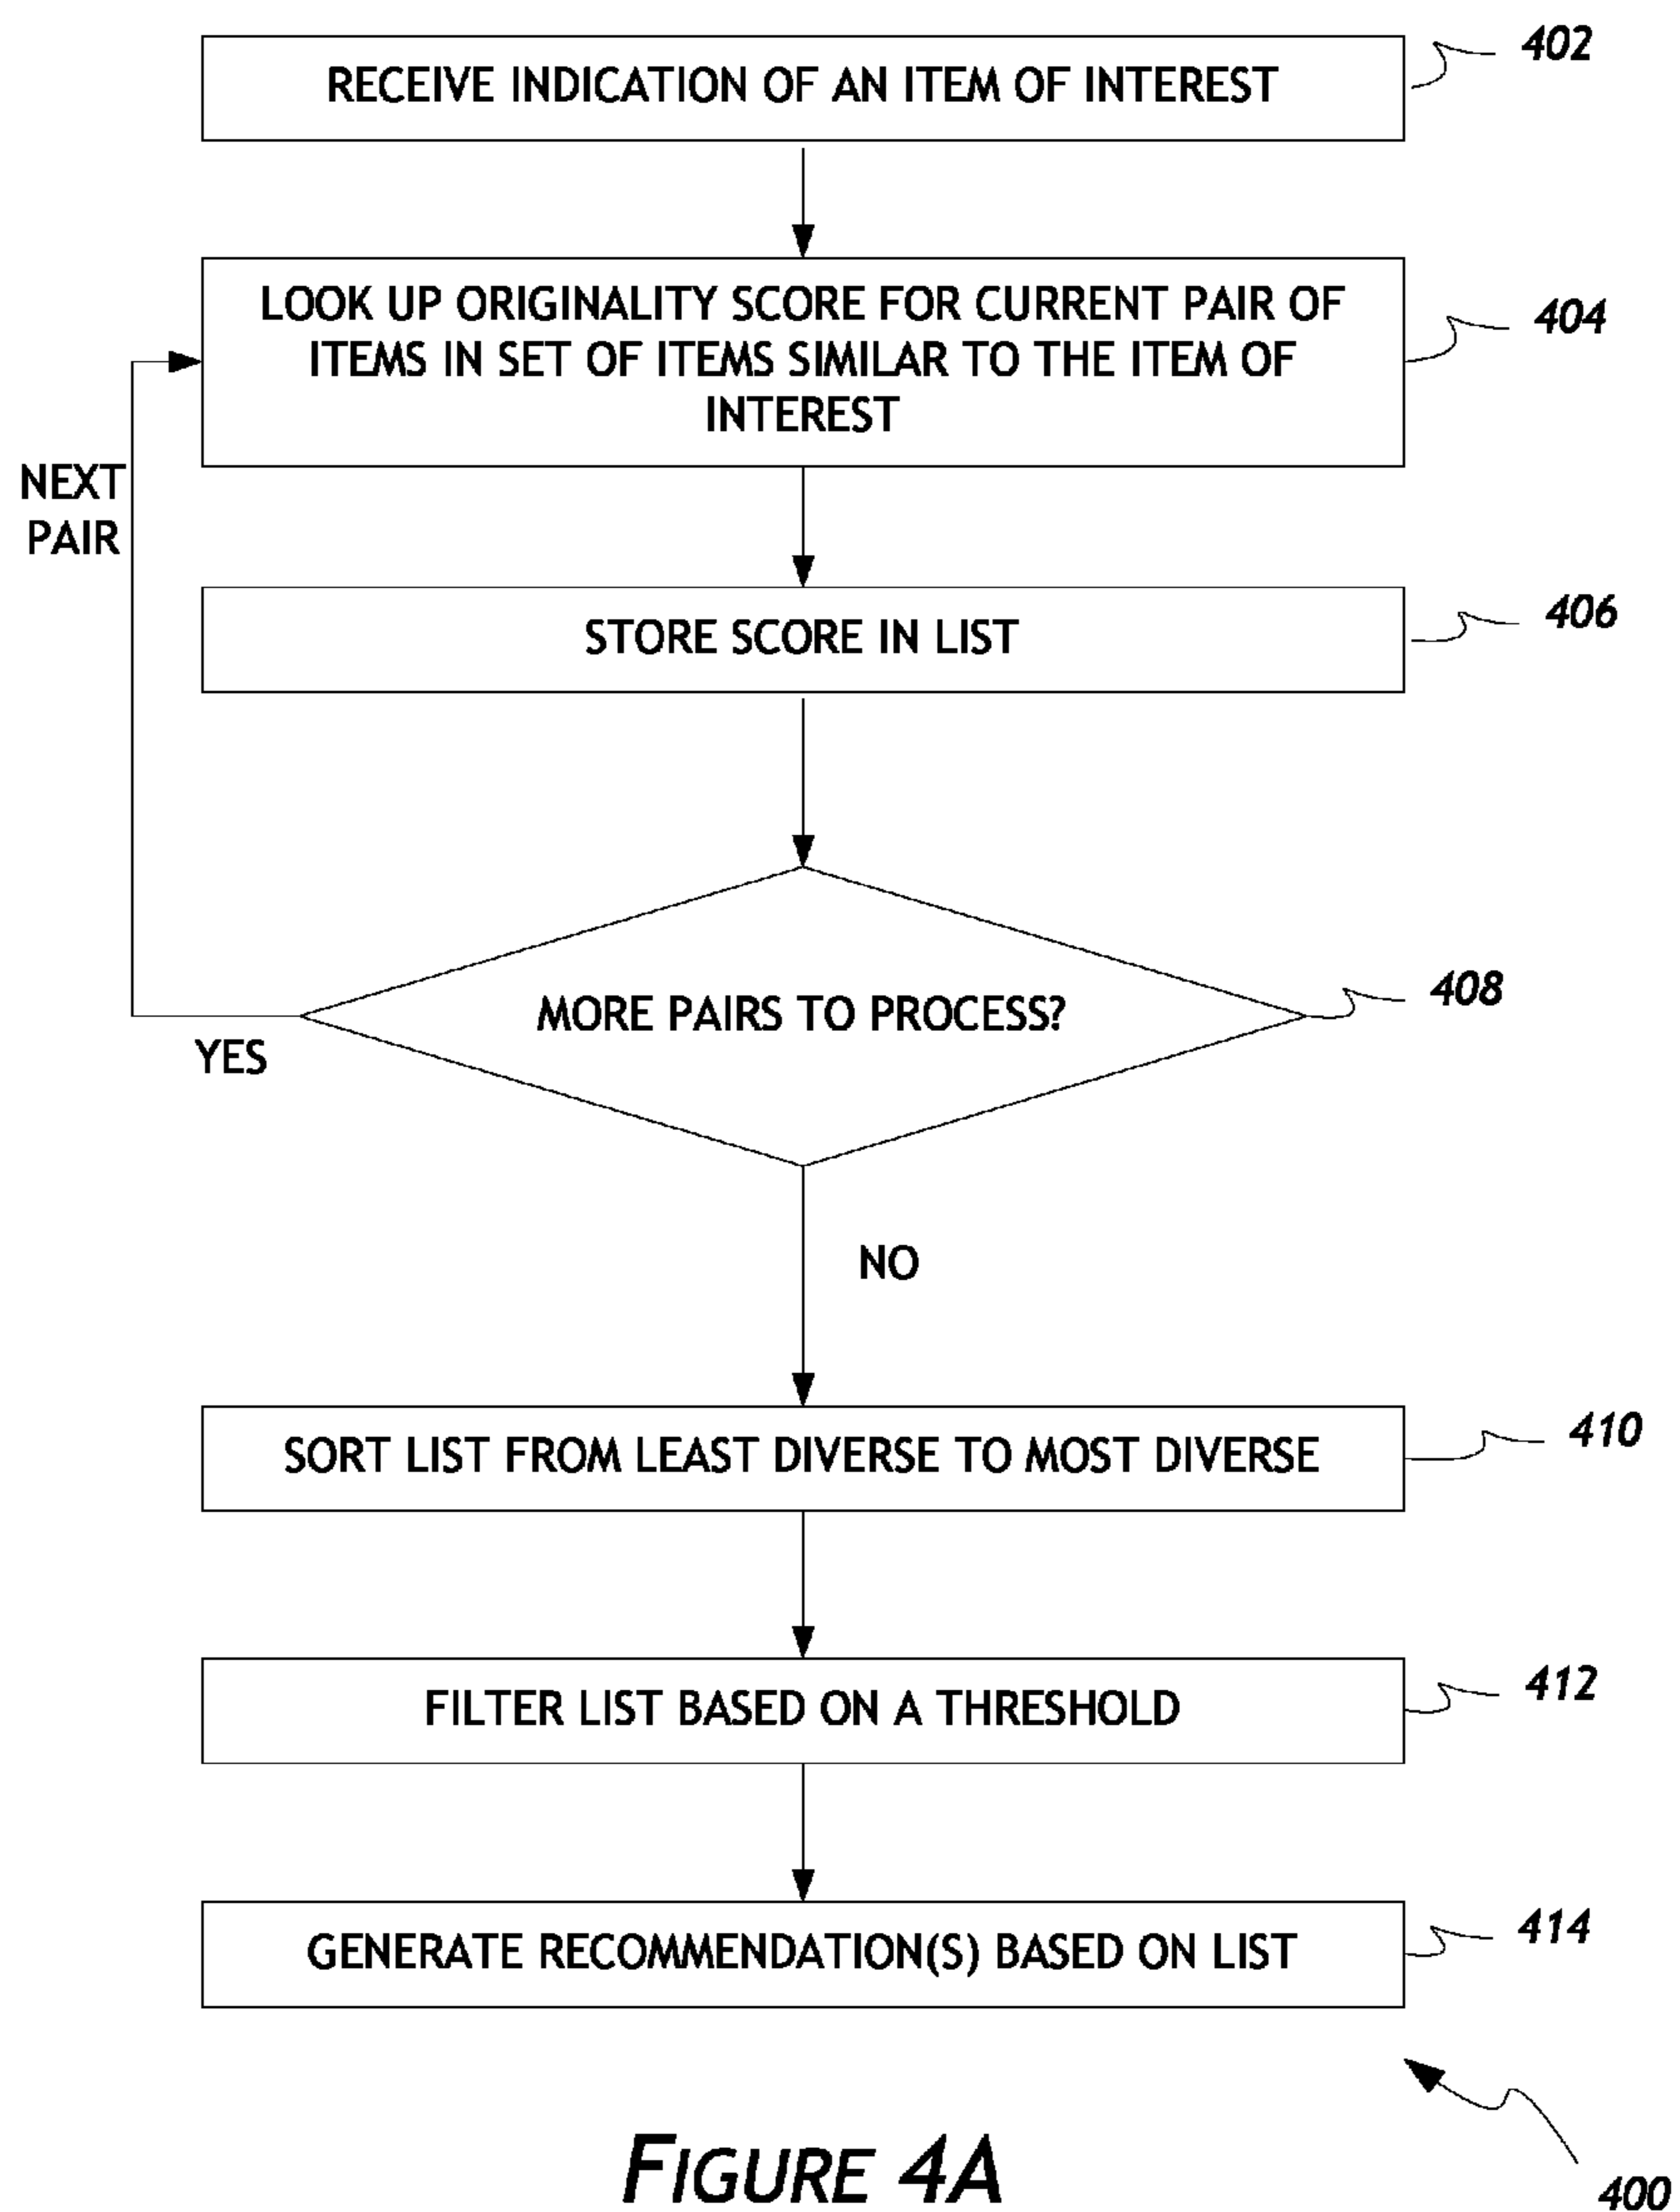 402
RECEIVE INDICATION OF AN ITEM OF INTEREST
LOOK UP ORIGINALITY SCORE FOR CURRENT PAIR OF
ITEMS IN SET OF ITEMS SIMILAR TO THE ITEM OF
INTEREST
404
NEXT
PAIR
STORE SCORE IN LIST
406
MORE PAIRS TO PROCESS?
408
YES
NO
SORT LIST FROM LEAST DIVERSE TO MOST DIVERSE
410
FILTER LIST BASED ON A THRESHOLD
412
GENERATE RECOMMENDATION(S) BASED ON LIST
414
FIGURE 4A
400